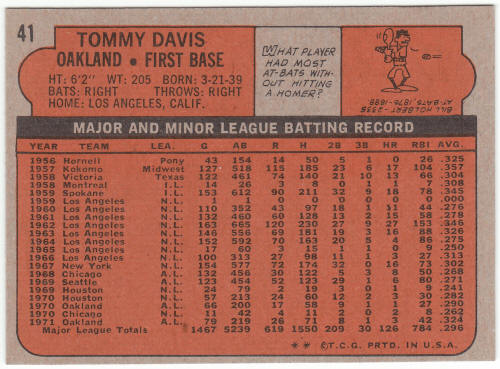 41
TOMMY DAVIS
OAKLAND • FIRST BASE
HT: 6'2" WT: 205 BORN: 3-21-39
BATS: RIGHT THROWS: RIGHT
HOME: LOS ANGELES, CALIF.
WHAT PLAYER
HAD MOST
AT-BATS WITH-
OUT HITTING
A HOMER?
BILL HOLBERT-2335
AT-BATS, 1876-1888
MAJOR AND MINOR LEAGUE BATTING RECORD
YEAR TEAM LEA. G AB R H 2B 3B HR RBI AVG.
1956 Hornell Pony 43 154 14 50 5 1 0 26 .325
1957 Kokomo Midwest 127 518 115 185 23 6 17 104 .357
1958 Victoria Texas 122 461 74 140 21 10 13 66 .304
1958 Montreal I.L. 14 26 3 8 0 1 1 7 .308
1959 Spokane I.L. 153 612 90 211 32 9 18 78 .345
1959 Los Angeles N.L. 1 1 0 0 0 0 0 0 .000
1960 Los Angeles N.L. 110 352 43 97 18 1 11 44 .276
1961 Los Angeles N.L. 132 460 60 128 13 2 15 58 .278
1962 Los Angeles N.L. 163 665 120 230 27 9 27 153 .346
1963 Los Angeles N.L. 146 556 69 181 19 3 16 88 .326
1964 Los Angeles N.L. 152 592 70 163 20 5 14 86 .275
1965 Los Angeles N.L. 17 60 3 15 1 1 0 9 .250
1966 Los Angeles N.L. 100 313 27 98 11 1 3 27 .313
1967 New York N.L. 154 577 72 174 32 0 16 73 .302
1968 Chicago A.L. 132 456 30 122 5 3 8 50 .268
1969 Seattle A.L. 123 454 52 123 29 1 6 80 .271
1969 Houston N.L. 24 79 2 19 3 0 1 9 .241
1970 Houston N.L. 57 213 24 60 12 2 3 30 .282
1970 Oakland A.L. 66 200 17 58 9 1 1 27 .290
1970 Chicago N.L. 11 42 4 11 2 0 2 8 .262
1971 Oakland A.L. 79 219 26 71 8 1 3 42 .324
Major League Totals 1467 5239 619 1550 209 30 126 784 .296
** ©T.C.G. PRTD. IN U.S.A.